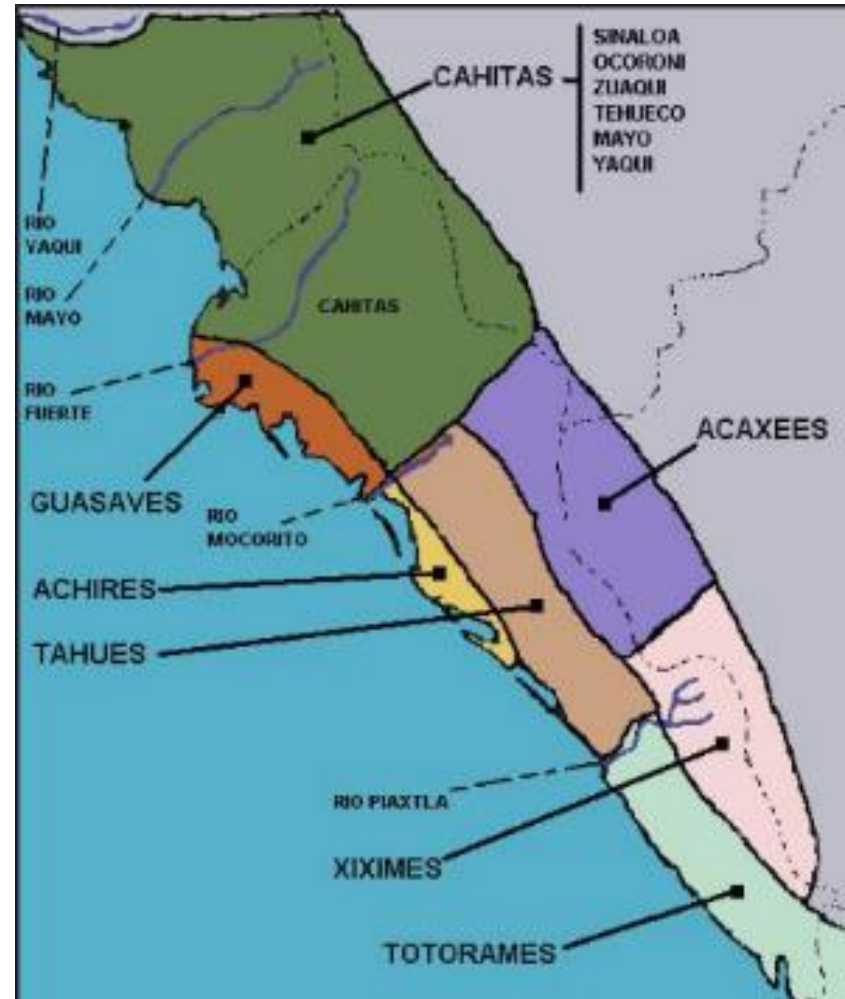 SINALOA
OCORONI
ZUAQUI
TEHUECO
MAYO
YAQUI
CAHITAS
RIO
YAQUI
RIO
MAYO
CAHITAS
RIO
FUERTE
ACAXEES
GUASAVES
RIO
MOCORITO
ACHIRES
TAHUES
RIO PIAXTLA
XIXIMES
TOTORAMES